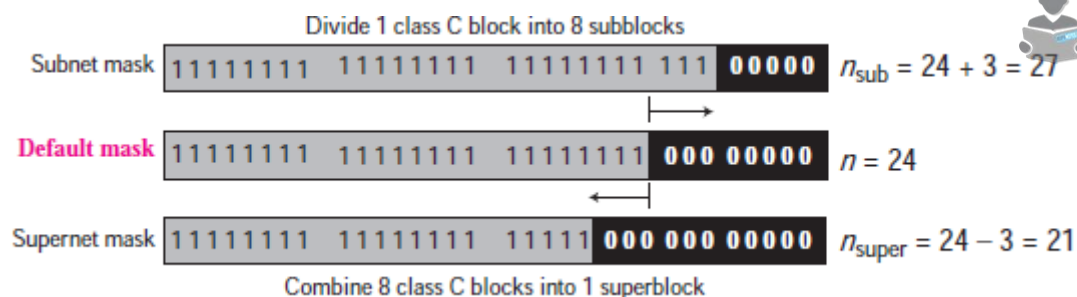 Divide 1 class C block into 8 subblocks
Subnet mask 11111111 11111111 11111111 111 00000 nsub = 24 + 3 = 27
Default mask 11111111 11111111 11111111 000 00000 n = 24
Supernet mask 11111111 11111111 11111 000 000 00000 nsuper = 24 − 3 = 21
Combine 8 class C blocks into 1 superblock